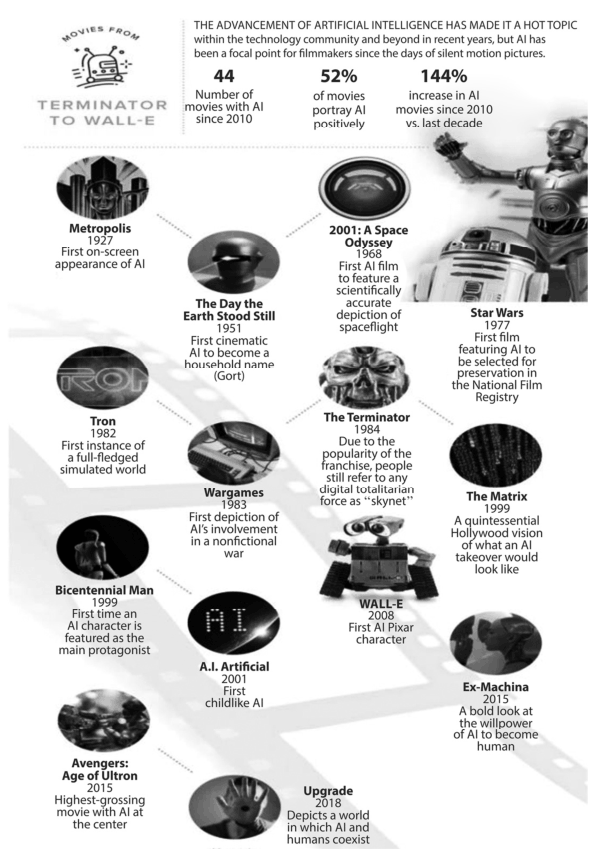 MOVIES FROM
TERMINATOR
TO WALL-E
THE ADVANCEMENT OF ARTIFICIAL INTELLIGENCE HAS MADE IT A HOT TOPIC
within the technology community and beyond in recent years, but AI has
been a focal point for filmmakers since the days of silent motion pictures.
44
Number of
movies with AI
since 2010
52%
of movies
portray AI
positively
144%
increase in AI
movies since 2010
vs. last decade
Metropolis
1927
First on-screen
appearance of AI
The Day the
Earth Stood Still
1951
First cinematic
AI to become a
household name
(Gort)
2001: A Space
Odyssey
1968
First AI film
to feature a
scientifically
accurate
depiction of
spaceflight
Star Wars
1977
First film
featuring AI to
be selected for
preservation in
the National Film
Registry
TRON
Tron
1982
First instance of
a full-fledged
simulated world
Wargames
1983
First depiction of
AI's involvement
in a nonfictional
war
The Terminator
1984
Due to the
popularity of the
franchise, people
still refer to any
digital totalitarian
force as “skynet”
The Matrix
1999
A quintessential
Hollywood vision
of what an AI
takeover would
look like
Bicentennial Man
1999
First time an
AI character is
featured as the
main protagonist
AI
A.I. Artificial
2001
First
childlike AI
WALL-E
WALL-E
2008
First AI Pixar
character
Ex-Machina
2015
A bold look at
the willpower
of AI to become
human
Avengers:
Age of Ultron
2015
Highest-grossing
movie with AI at
the center
Upgrade
2018
Depicts a world
in which AI and
humans coexist